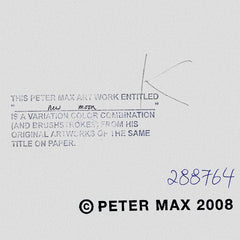 THIS PETER MAX ART WORK ENTITLED
" new moon "
IS A VARIATION COLOR COMBINATION
(AND BRUSHSTROKES) FROM HIS
ORIGINAL ARTWORKS OF THE SAME
TITLE ON PAPER.
288764
© PETER MAX 2008